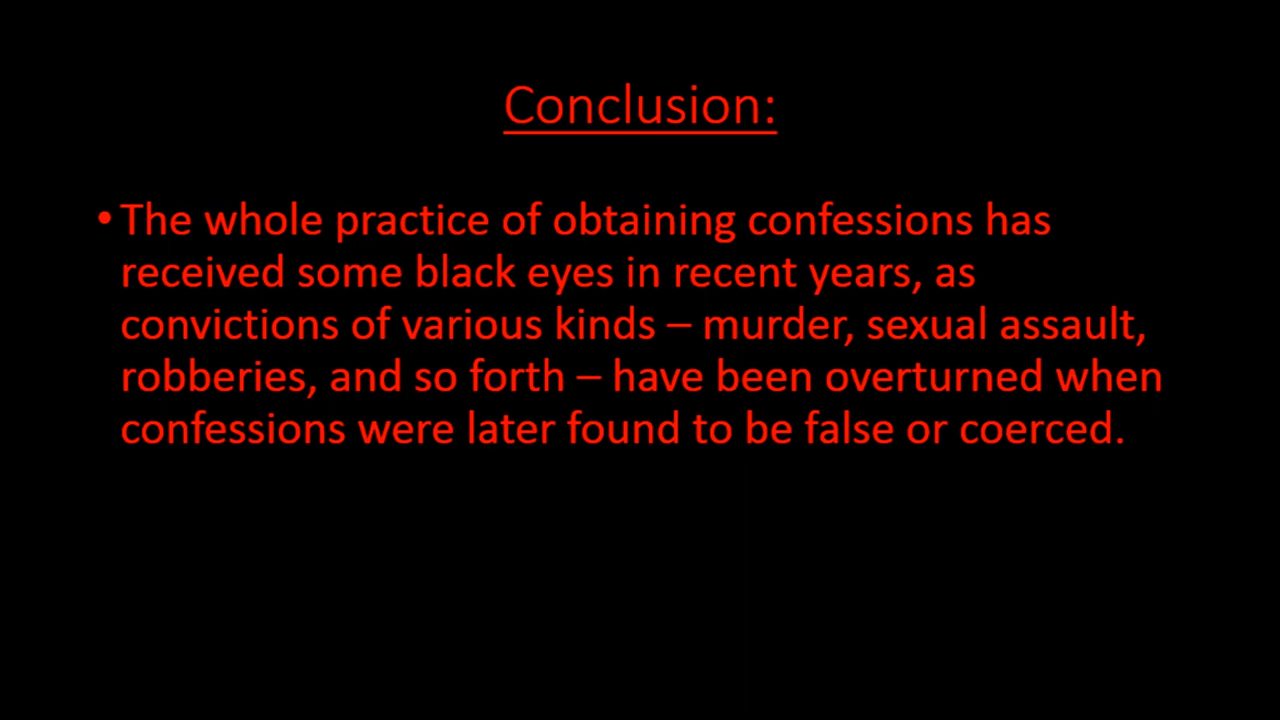 Conclusion:
• The whole practice of obtaining confessions has
received some black eyes in recent years, as
convictions of various kinds – murder, sexual assault,
robberies, and so forth – have been overturned when
confessions were later found to be false or coerced.